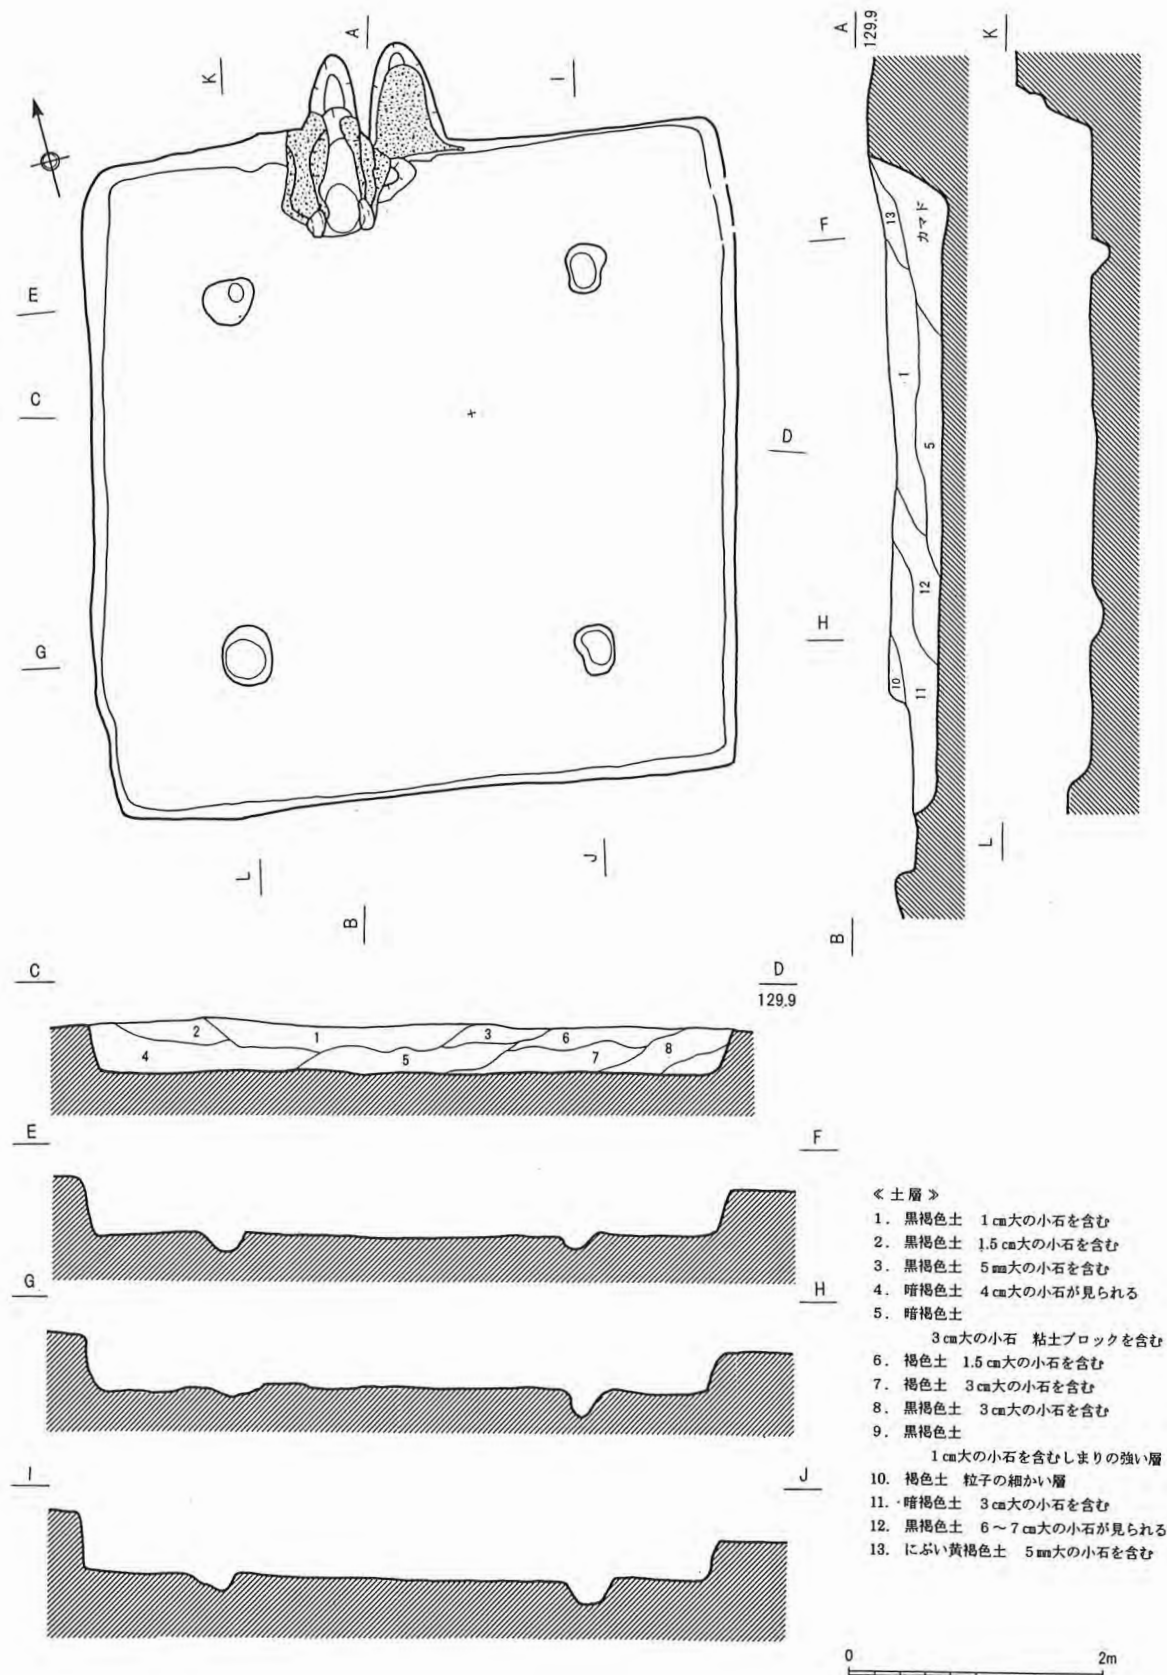 A
K
I
A
129.9
K
F
13
カマド
E
1
C
D
5
12
H
G
10
11
L
J
B
L
B
C
D
129.9
2
1
3
6
4
5
7
8
E
F
G
H
I
J
≪土層≫
1. 黒褐色土 1㎝大の小石を含む
2. 黒褐色土 1.5㎝大の小石を含む
3. 黒褐色土 5㎜大の小石を含む
4. 暗褐色土 4㎝大の小石が見られる
5. 暗褐色土
3㎝大の小石 粘土ブロックを含む
6. 褐色土 1.5㎝大の小石を含む
7. 褐色土 3㎝大の小石を含む
8. 黒褐色土 3㎝大の小石を含む
9. 黒褐色土
1㎝大の小石を含むしまりの強い層
10. 褐色土 粒子の細かい層
11. 暗褐色土 3㎝大の小石を含む
12. 黒褐色土 6～7㎝大の小石が見られる
13. にぶい黄褐色土 5㎜大の小石を含む
0 2m